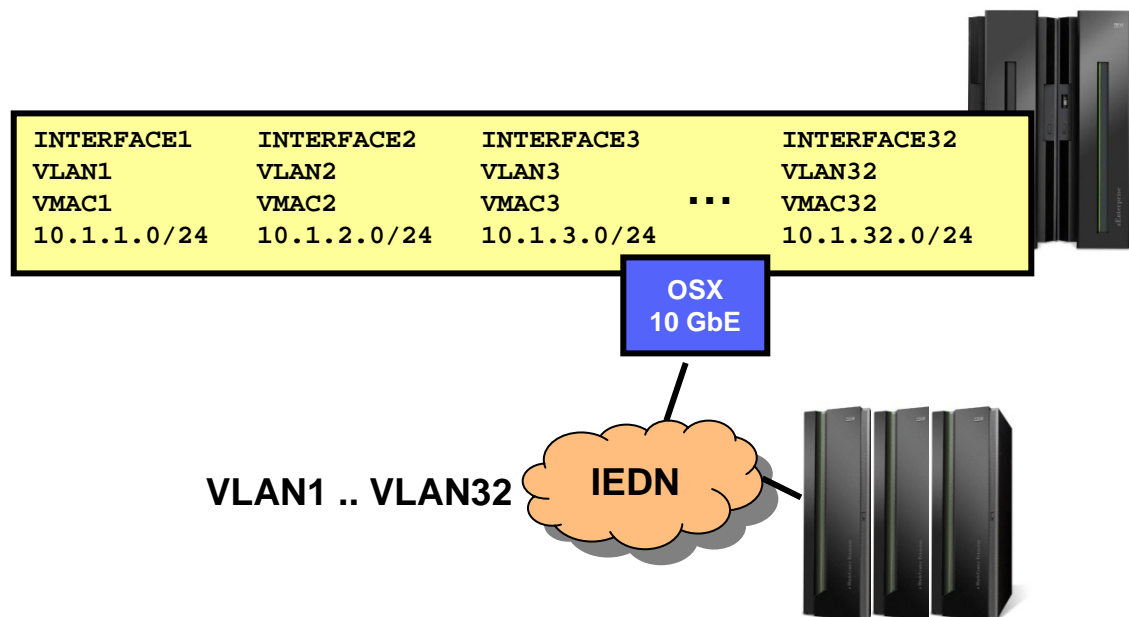 INTERFACE1 INTERFACE2 INTERFACE3 INTERFACE32
VLAN1 VLAN2 VLAN3 VLAN32
VMAC1 VMAC2 VMAC3 ... VMAC32
10.1.1.0/24 10.1.2.0/24 10.1.3.0/24 10.1.32.0/24
OSX
10 GbE
VLAN1 .. VLAN32
IEDN
zEnterprise